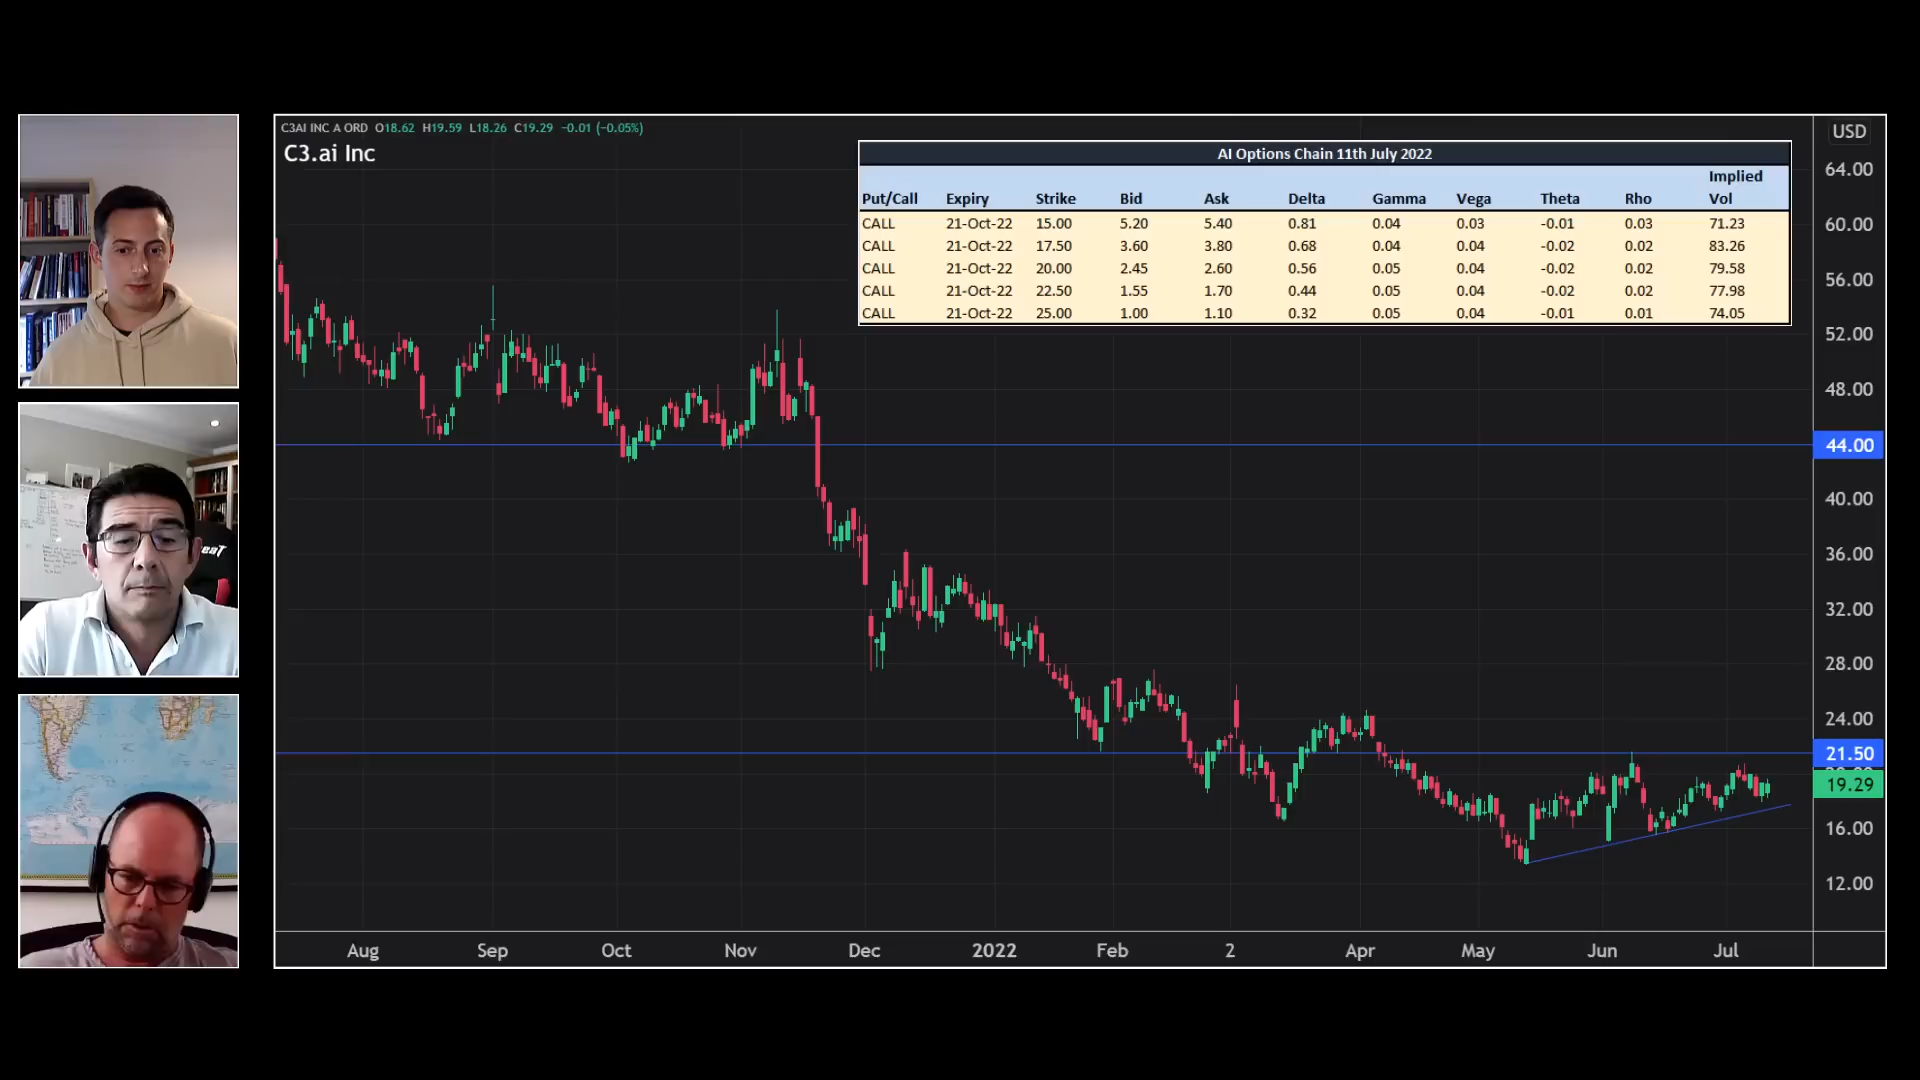 C3AI INC A ORD O18.62 H19.59 L18.26 C19.29 −0.01 (−0.05%)
C3.ai Inc
USD
AI Options Chain 11th July 2022
Put/Call Expiry Strike Bid Ask Delta Gamma Vega Theta Rho Implied Vol
CALL 21-Oct-22 15.00 5.20 5.40 0.81 0.04 0.03 -0.01 0.03 71.23
CALL 21-Oct-22 17.50 3.60 3.80 0.68 0.04 0.04 -0.02 0.02 83.26
CALL 21-Oct-22 20.00 2.45 2.60 0.56 0.05 0.04 -0.02 0.02 79.58
CALL 21-Oct-22 22.50 1.55 1.70 0.44 0.05 0.04 -0.02 0.02 77.98
CALL 21-Oct-22 25.00 1.00 1.10 0.32 0.05 0.04 -0.01 0.01 74.05
64.00
60.00
56.00
52.00
48.00
44.00
40.00
36.00
32.00
28.00
24.00
21.50
19.29
16.00
12.00
Aug Sep Oct Nov Dec 2022 Feb 2 Apr May Jun Jul